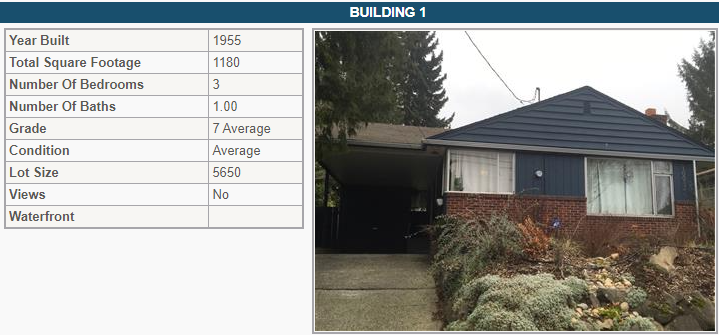 BUILDING 1
Year Built 1955
Total Square Footage 1180
Number Of Bedrooms 3
Number Of Baths 1.00
Grade 7 Average
Condition Average
Lot Size 5650
Views No
Waterfront